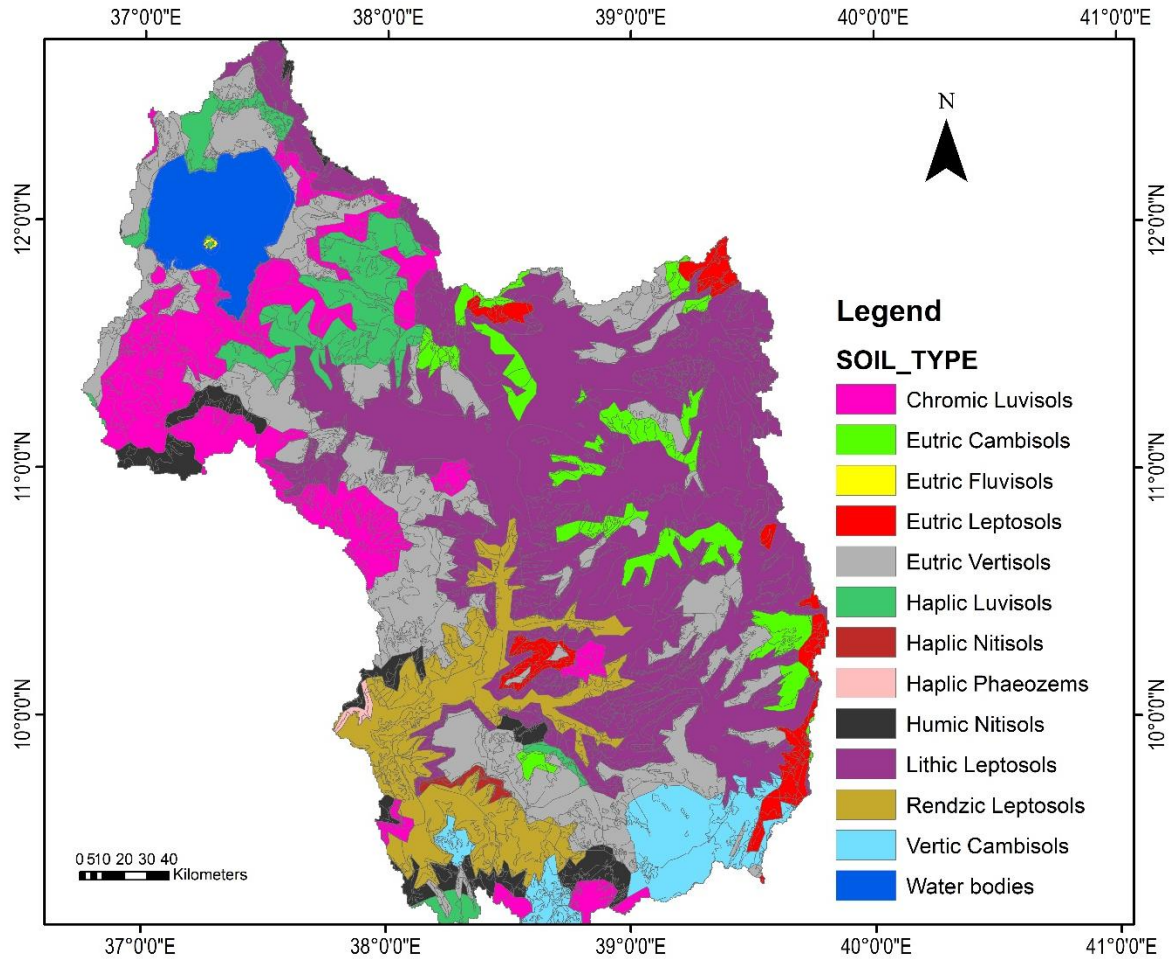 37°0'0"E 38°0'0"E 39°0'0"E 40°0'0"E 41°0'0"E
N
12°0'0"N 12°0'0"N
Legend
SOIL_TYPE
Chromic Luvisols
Eutric Cambisols
Eutric Fluvisols
Eutric Leptosols
Eutric Vertisols
Haplic Luvisols
Haplic Nitisols
Haplic Phaeozems
Humic Nitisols
Lithic Leptosols
Rendzic Leptosols
Vertic Cambisols
Water bodies
11°0'0"N 11°0'0"N
10°0'0"N 10°0'0"N
0 510 20 30 40
Kilometers
37°0'0"E 38°0'0"E 39°0'0"E 40°0'0"E 41°0'0"E